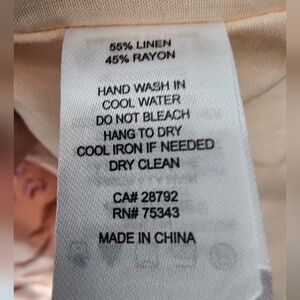 55% LINEN
45% RAYON
HAND WASH IN
COOL WATER
DO NOT BLEACH
HANG TO DRY
COOL IRON IF NEEDED
DRY CLEAN
CA# 28792
RN# 75343
MADE IN CHINA